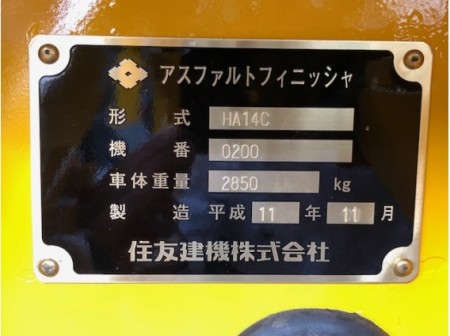 アスファルトフィニッシャ
形式 HA14C
機番 0200
車体重量 2850 kg
製造 平成 11 年 11 月
住友建機株式会社